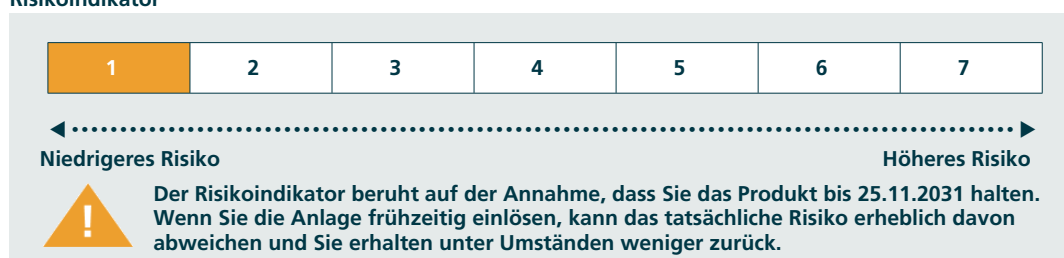 Risikoindikator
1 2 3 4 5 6 7
Niedrigeres Risiko Höheres Risiko
Der Risikoindikator beruht auf der Annahme, dass Sie das Produkt bis 25.11.2031 halten.
Wenn Sie die Anlage frühzeitig einlösen, kann das tatsächliche Risiko erheblich davon
abweichen und Sie erhalten unter Umständen weniger zurück.